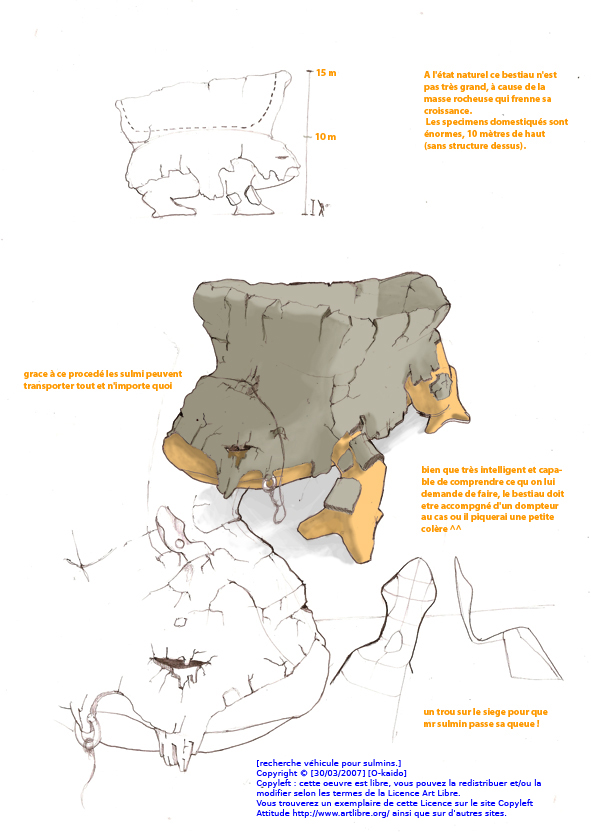 15 m
A l'état naturel ce bestiau n'est
pas très grand, à cause de la
masse rocheuse qui frenne sa
croissance.
Les specimens domestiqués sont
énormes, 10 mètres de haut
(sans structure dessus).
10 m
grace à ce procedé les sulmi peuvent
transporter tout et n'importe quoi
bien que très intelligent et capa-
ble de comprendre ce qu on lui
demande de faire, le bestiau doit
etre accompgné d'un dompteur
au cas ou il piquerai une petite
colère ^^
un trou sur le siege pour que
mr sulmin passe sa queue !
[recherche véhicule pour sulmins.]
Copyright © [30/03/2007] [O-kaido]
Copyleft : cette oeuvre est libre, vous pouvez la redistribuer et/ou la
modifier selon les termes de la Licence Art Libre.
Vous trouverez un exemplaire de cette Licence sur le site Copyleft
Attitude http://www.artlibre.org/ ainsi que sur d'autres sites.